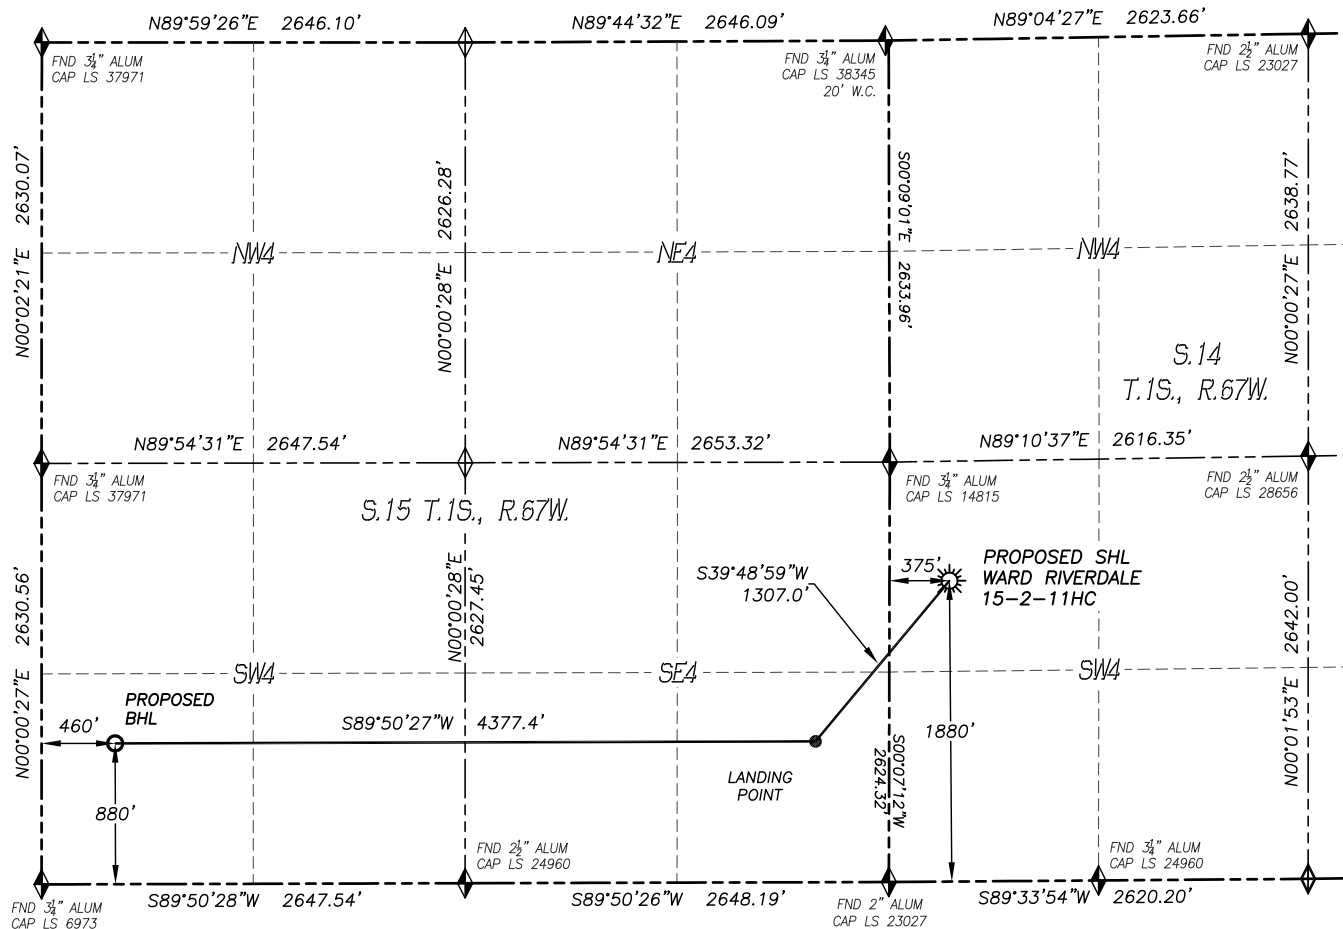 N89°59'26"E 2646.10'
N89°44'32"E 2646.09'
N89°04'27"E 2623.66'
FND 3¼" ALUM
CAP LS 37971
FND 3¼" ALUM
CAP LS 38345
20' W.C.
FND 2½" ALUM
CAP LS 23027
N00°02'21"E 2630.07'
N00°00'28"E 2626.28'
S00°09'01"E 2633.96'
N00°00'27"E 2638.77'
NW4
NE4
NW4
S.14
T.1S., R.67W.
N89°54'31"E 2647.54'
N89°54'31"E 2653.32'
N89°10'37"E 2616.35'
FND 3¼" ALUM
CAP LS 37971
FND 3¼" ALUM
CAP LS 14815
FND 2½" ALUM
CAP LS 28656
S.15 T.1S., R.67W.
N00°00'27"E 2630.56'
N00°00'28"E
2627.45'
S39°48'59"W
1307.0'
375'
PROPOSED SHL
WARD RIVERDALE
15-2-11HC
N00°01'53"E 2642.00'
SW4
SE4
SW4
PROPOSED
BHL
460'
S89°50'27"W 4377.4'
1880'
S00°07'12"W
2624.32'
LANDING
POINT
880'
FND 2½" ALUM
CAP LS 24960
FND 3¼" ALUM
CAP LS 24960
S89°50'28"W 2647.54'
S89°50'26"W 2648.19'
S89°33'54"W 2620.20'
FND 3¼" ALUM
CAP LS 6973
FND 2" ALUM
CAP LS 23027